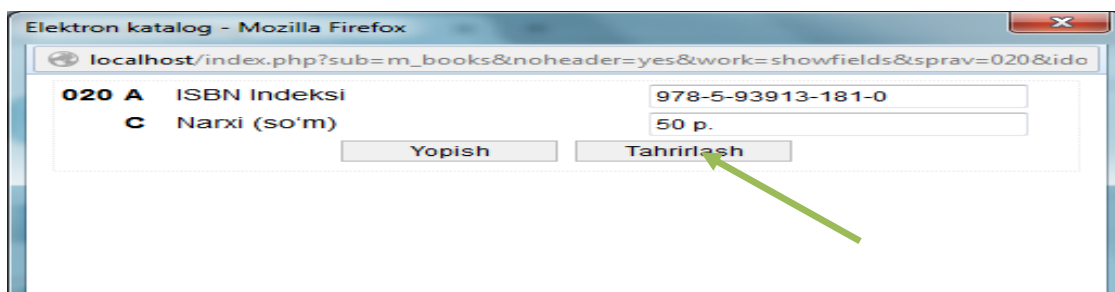 Elektron katalog - Mozilla Firefox
localhost/index.php?sub=m_books&noheader=yes&work=showfields&sprav=020&ido
020 A ISBN Indeksi 978-5-93913-181-0
C Narxi (so'm) 50 p.
Yopish Tahrirlash